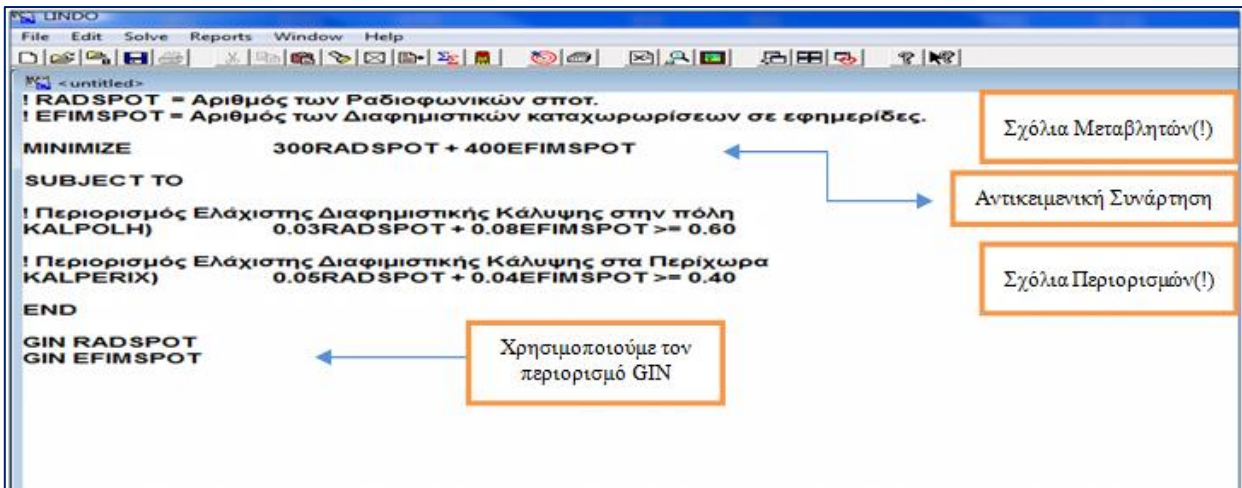 LINDO
File Edit Solve Reports Window Help
<untitled>
! RADSPOT = Αριθμός των Ραδιοφωνικών σποτ.
! EFIMSPOT = Αριθμός των Διαφημιστικών καταχωρωρίσεων σε εφημερίδες.
MINIMIZE 300RADSPOT + 400EFIMSPOT
SUBJECT TO
! Περιορισμός Ελάχιστης Διαφημιστικής Κάλυψης στην πόλη
KALPOLH) 0.03RADSPOT + 0.08EFIMSPOT >= 0.60
! Περιορισμός Ελάχιστης Διαφιμιστικής Κάλυψης στα Περίχωρα
KALPERIX) 0.05RADSPOT + 0.04EFIMSPOT >= 0.40
END
GIN RADSPOT
GIN EFIMSPOT
Σχόλια Μεταβλητών(!)
Αντικειμενική Συνάρτηση
Σχόλια Περιορισμών(!)
Χρησιμοποιούμε τον
περιορισμό GIN